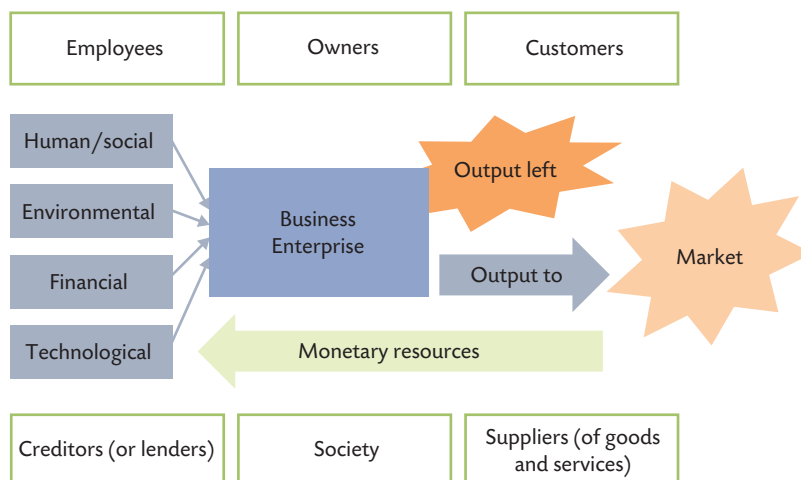 Employees
Owners
Customers
Human/social
Environmental
Financial
Technological
Business
Enterprise
Output left
Output to
Market
Monetary resources
Creditors (or lenders)
Society
Suppliers (of goods
and services)